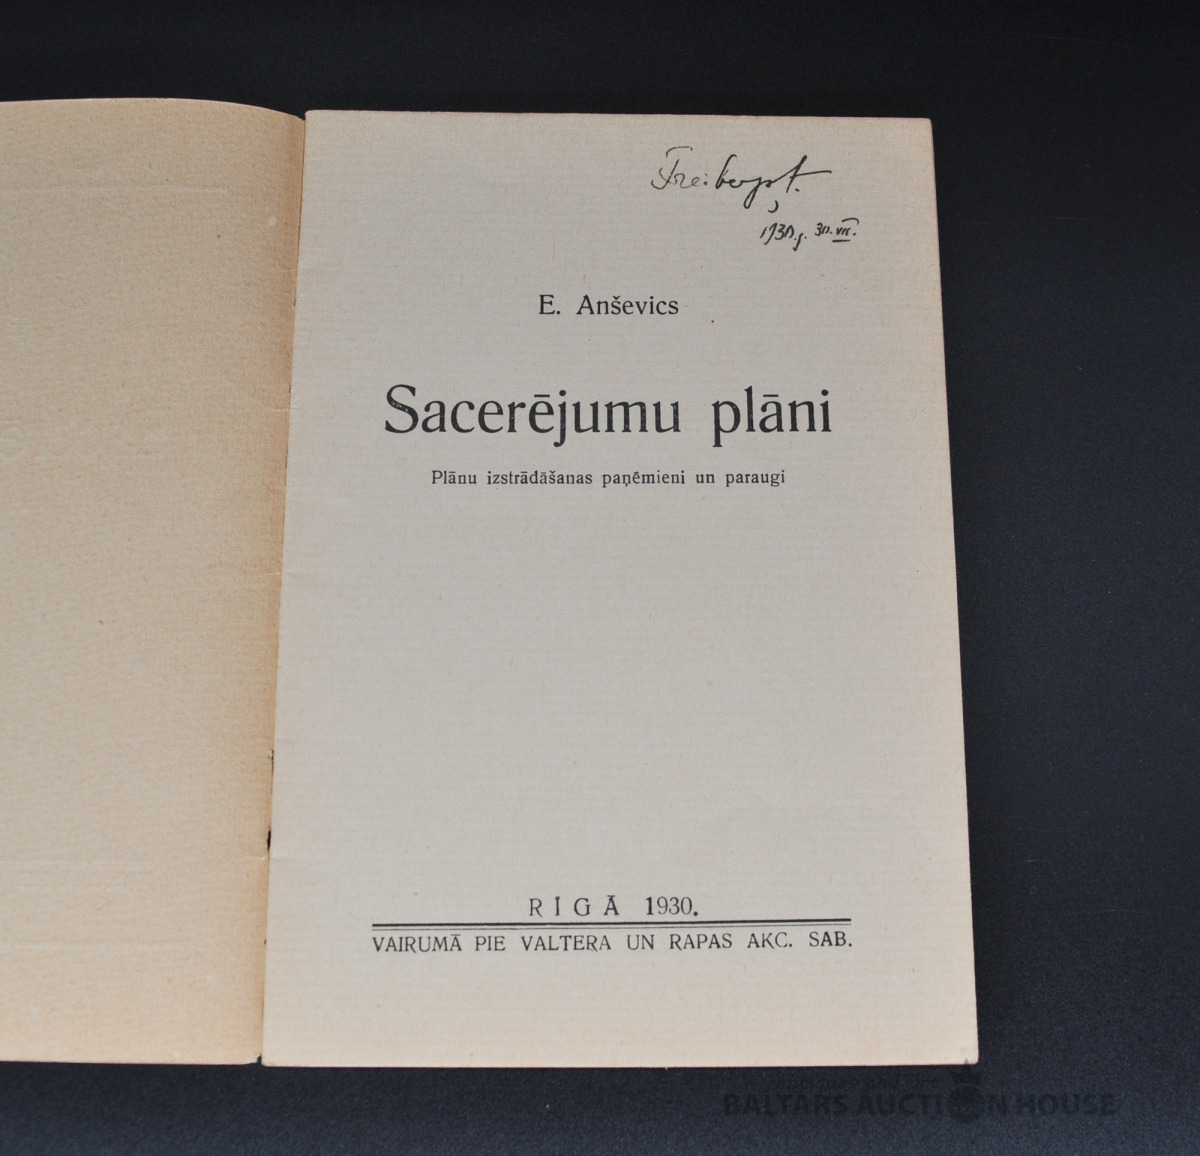 1930.g. 30.VII.
E. Anševics
Sacerējumu plāni
Plānu izstrādāšanas paņēmieni un paraugi
RĪGĀ 1930.
VAIRUMĀ PIE VALTERA UN RAPAS AKC. SAB.
BALTARS AUCTION HOUSE